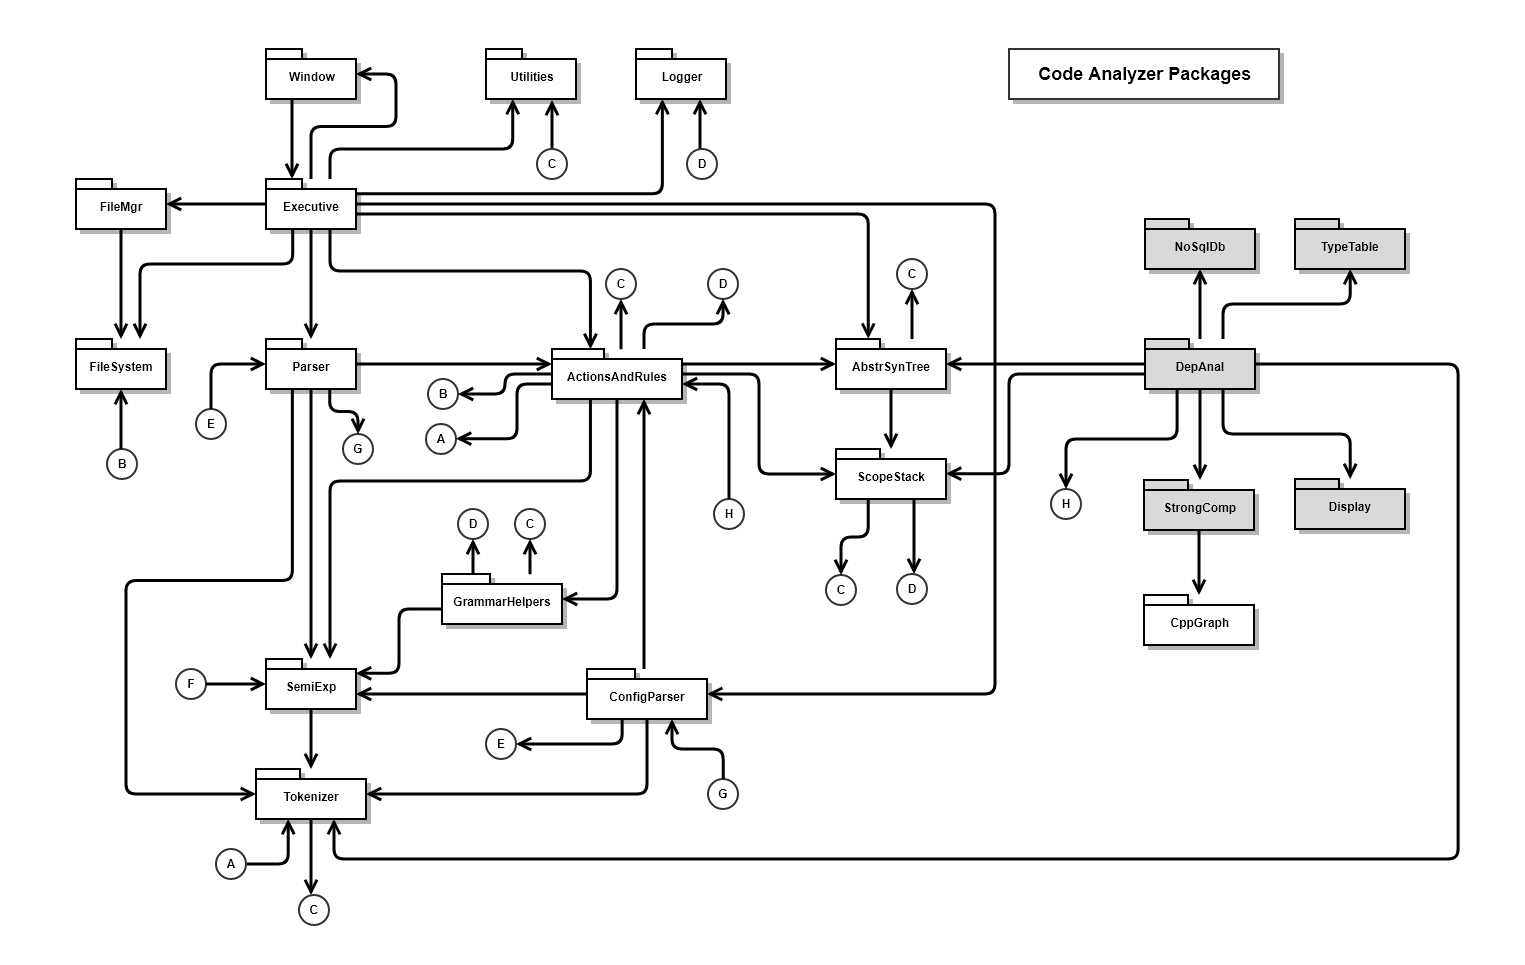 Window
Utilities
Logger
Code Analyzer Packages
C
D
FileMgr
Executive
NoSqlDb
TypeTable
C
D
C
FileSystem
Parser
ActionsAndRules
AbstrSynTree
DepAnal
B
E
A
G
B
ScopeStack
H
StrongComp
Display
H
D
C
C
D
GrammarHelpers
CppGraph
F
SemiExp
ConfigParser
E
Tokenizer
G
A
C